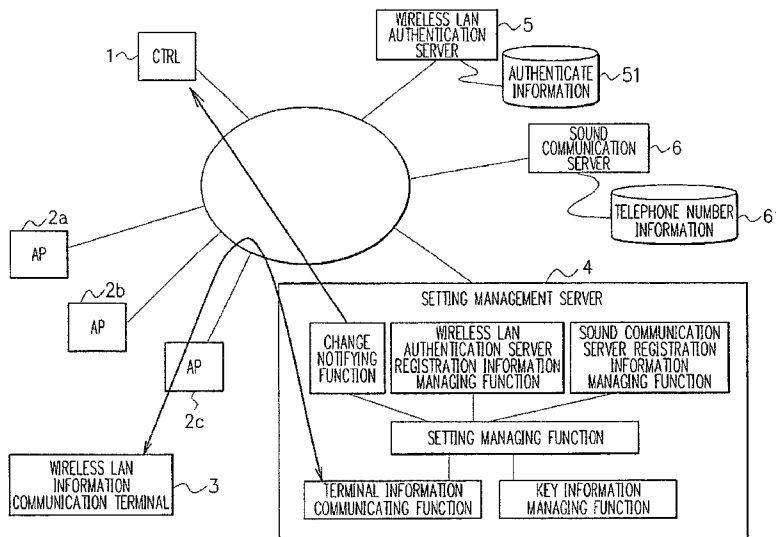 WIRELESS LAN
AUTHENTICATION
SERVER
5
AUTHENTICATE
INFORMATION
51
1
CTRL
SOUND
COMMUNICATION
SERVER
6
TELEPHONE NUMBER
INFORMATION
6
2a
AP
2b
AP
AP
2c
4
SETTING MANAGEMENT SERVER
CHANGE
NOTIFYING
FUNCTION
WIRELESS LAN
AUTHENTICATION SERVER
REGISTRATION INFORMATION
MANAGING FUNCTION
SOUND COMMUNICATION
SERVER REGISTRATION
INFORMATION
MANAGING FUNCTION
SETTING MANAGING FUNCTION
WIRELESS LAN
INFORMATION
COMMUNICATION TERMINAL
3
TERMINAL INFORMATION
COMMUNICATING FUNCTION
KEY INFORMATION
MANAGING FUNCTION